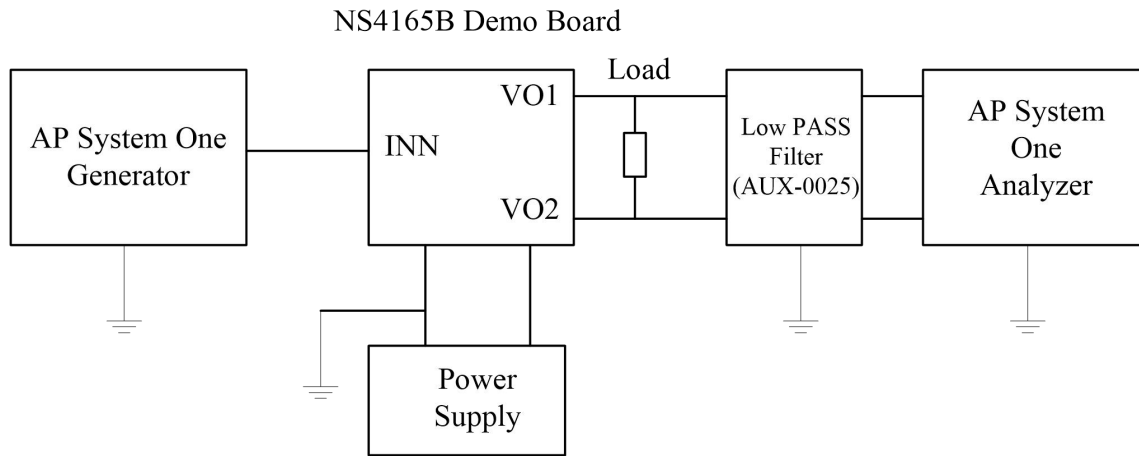 NS4165B Demo Board
AP System One
Generator
INN
VO1
VO2
Load
Low PASS
Filter
(AUX-0025)
AP System
One
Analyzer
Power
Supply